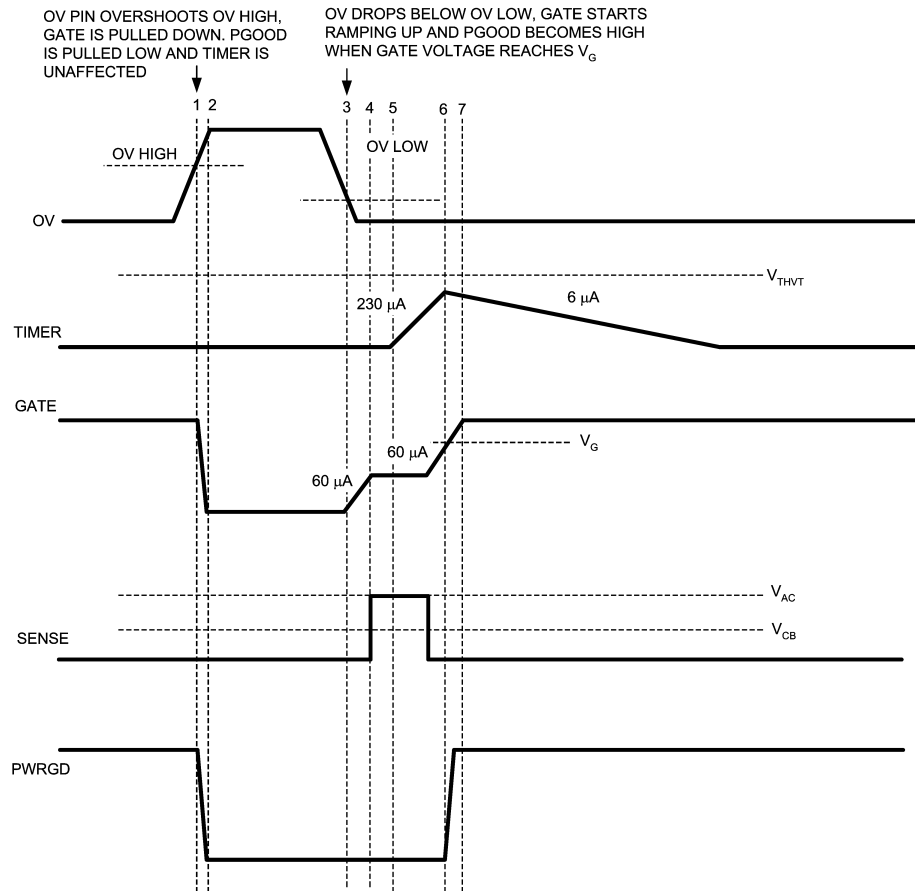 OV PIN OVERSHOOTS OV HIGH,
GATE IS PULLED DOWN. PGOOD
IS PULLED LOW AND TIMER IS
UNAFFECTED
OV DROPS BELOW OV LOW, GATE STARTS
RAMPING UP AND PGOOD BECOMES HIGH
WHEN GATE VOLTAGE REACHES VG
1 2 3 4 5 6 7
OV HIGH
OV LOW
OV
VTHVT
230 μA
6 μA
TIMER
GATE
VG
60 μA
60 μA
VAC
VCB
SENSE
PWRGD